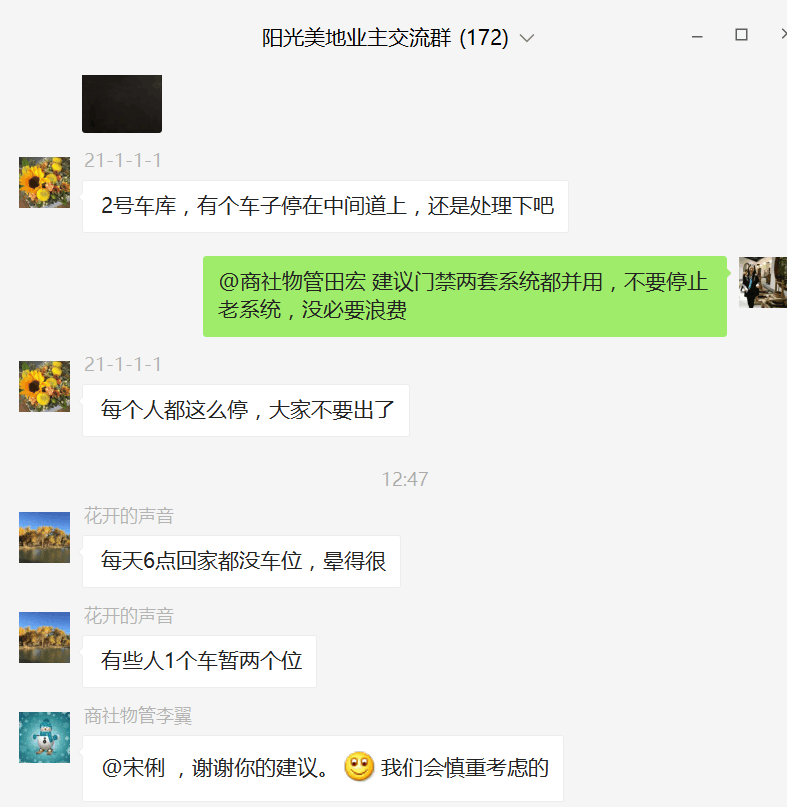 阳光美地业主交流群 (172)
21-1-1-1
2号车库，有个车子停在中间道上，还是处理下吧
@商社物管田宏 建议门禁两套系统都并用，不要停止
老系统，没必要浪费
21-1-1-1
每个人都这么停，大家不要出了
12:47
花开的声音
每天6点回家都没车位，晕得很
花开的声音
有些人1个车暂两个位
商社物管李翼
@宋俐 ，谢谢你的建议。 我们会慎重考虑的